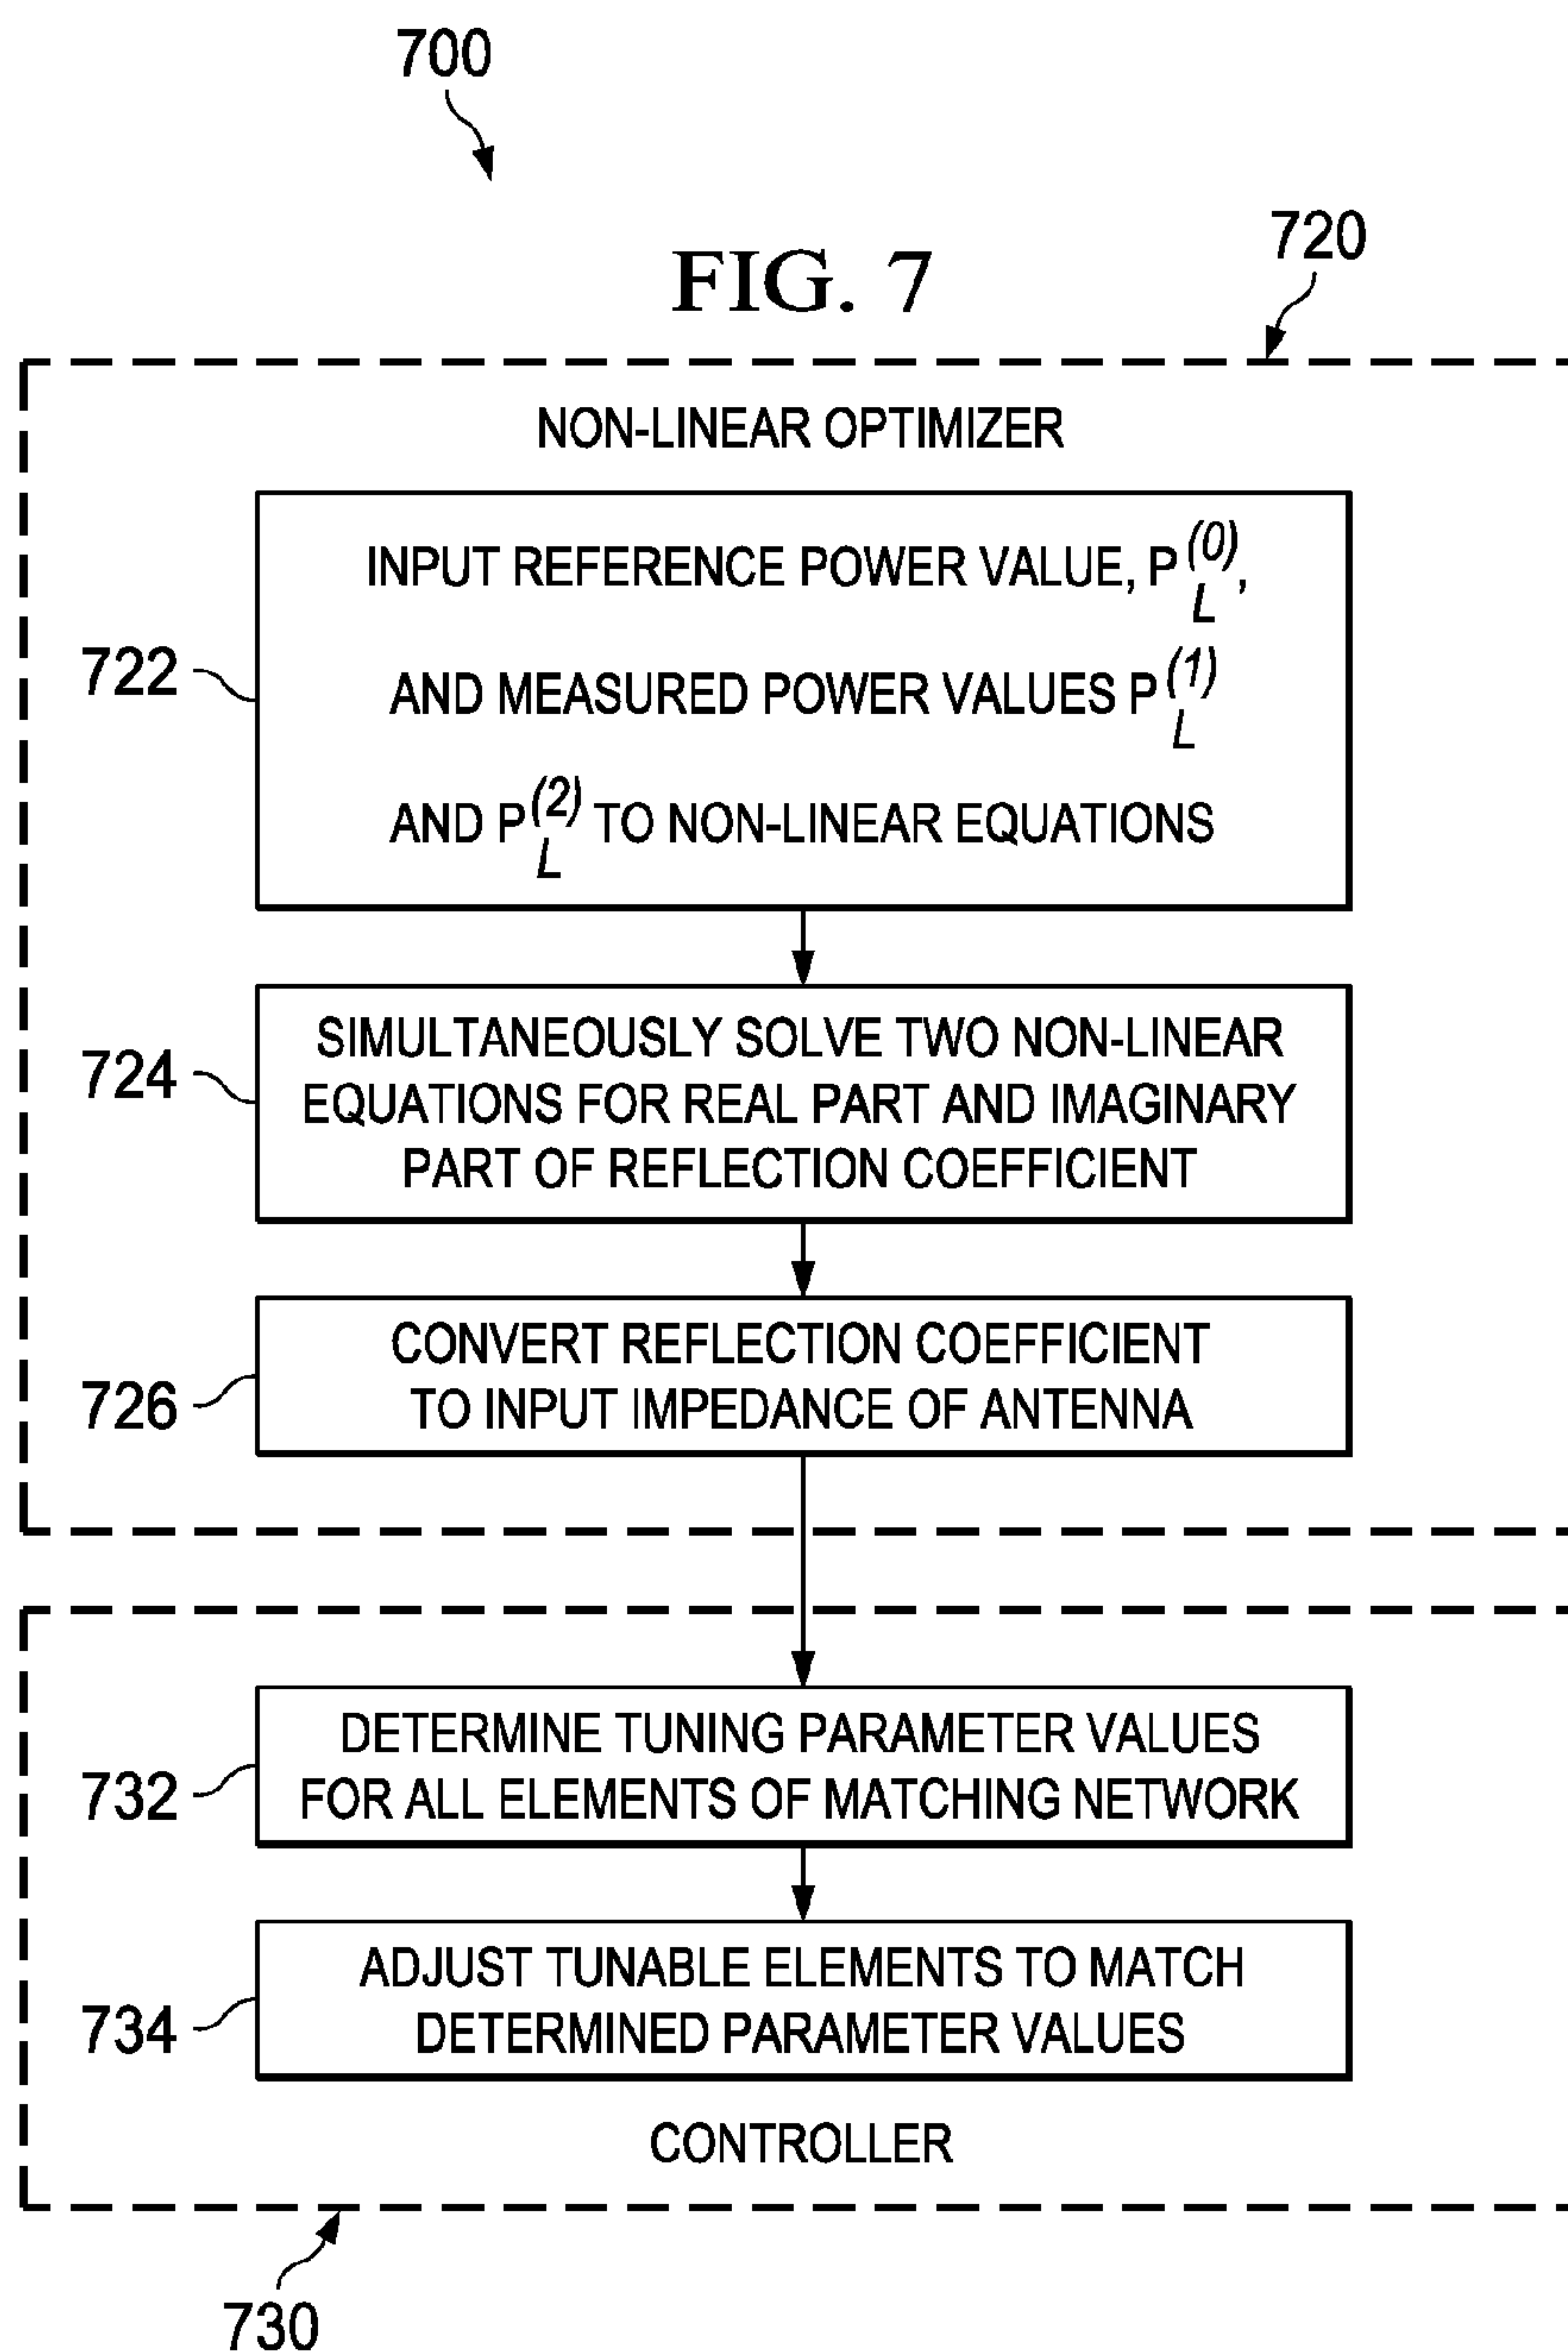 700
FIG. 7
720
NON-LINEAR OPTIMIZER
INPUT REFERENCE POWER VALUE, P_L^(0),
722
AND MEASURED POWER VALUES P_L^(1)
AND P_L^(2) TO NON-LINEAR EQUATIONS
724
SIMULTANEOUSLY SOLVE TWO NON-LINEAR
EQUATIONS FOR REAL PART AND IMAGINARY
PART OF REFLECTION COEFFICIENT
726
CONVERT REFLECTION COEFFICIENT
TO INPUT IMPEDANCE OF ANTENNA
732
DETERMINE TUNING PARAMETER VALUES
FOR ALL ELEMENTS OF MATCHING NETWORK
734
ADJUST TUNABLE ELEMENTS TO MATCH
DETERMINED PARAMETER VALUES
CONTROLLER
730